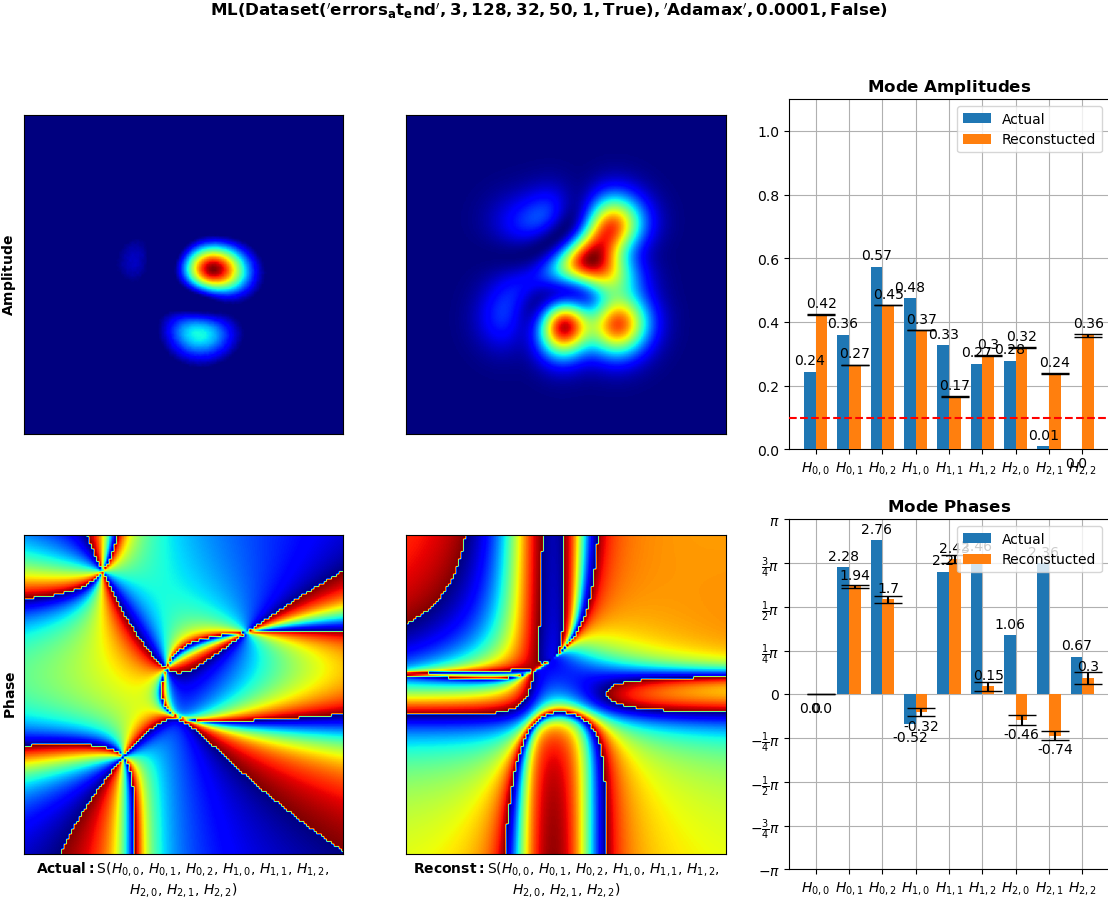 ML(Dataset('errors_at_end', 3, 128, 32, 50, 1, True), 'Adamax', 0.0001, False)
Amplitude
Mode Amplitudes
Actual
Reconstucted
1.0
0.8
0.6
0.4
0.2
0.0
0.24
0.42
0.36
0.27
0.57
0.45
0.48
0.37
0.33
0.17
0.27
0.3
0.28
0.32
0.01
0.24
0.0
0.36
H0,0 H0,1 H0,2 H1,0 H1,1 H1,2 H2,0 H2,1 H2,2
Phase
Actual: S(H0,0, H0,1, H0,2, H1,0, H1,1, H1,2,
H2,0, H2,1, H2,2)
Reconst: S(H0,0, H0,1, H0,2, H1,0, H1,1, H1,2,
H2,0, H2,1, H2,2)
Mode Phases
Actual
Reconstucted
π
3/4π
1/2π
1/4π
0
−1/4π
−1/2π
−3/4π
−π
0.0
0.0
2.28
1.94
2.76
1.7
-0.52
-0.32
0.15
1.06
-0.46
2.36
-0.74
0.67
0.3
H0,0 H0,1 H0,2 H1,0 H1,1 H1,2 H2,0 H2,1 H2,2